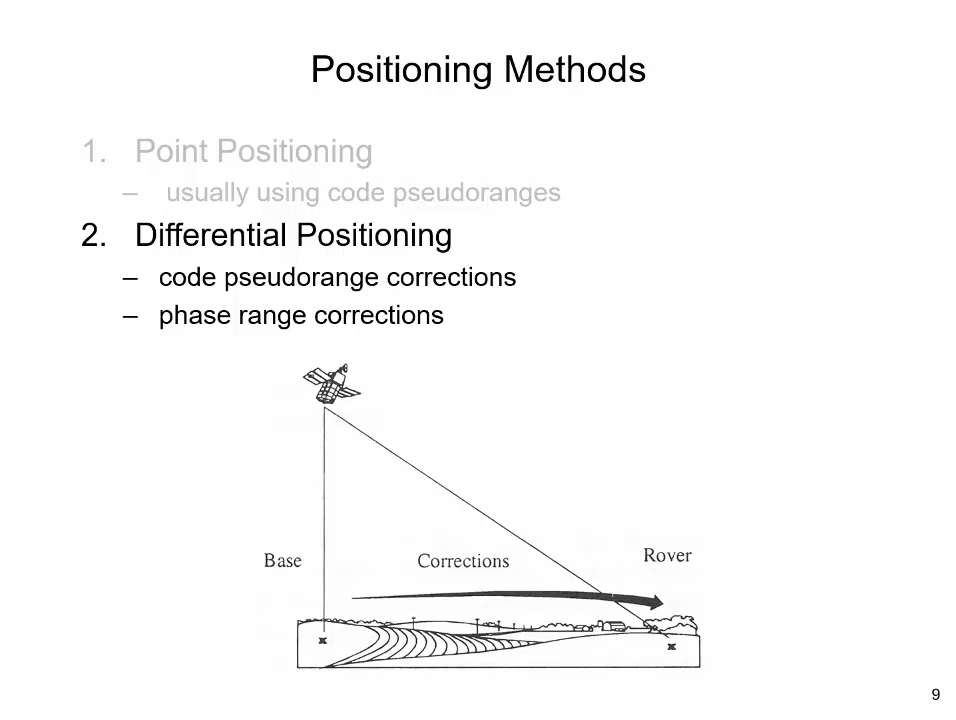 Positioning Methods
1. Point Positioning
– usually using code pseudoranges
2. Differential Positioning
– code pseudorange corrections
– phase range corrections
Base
Corrections
Rover
9